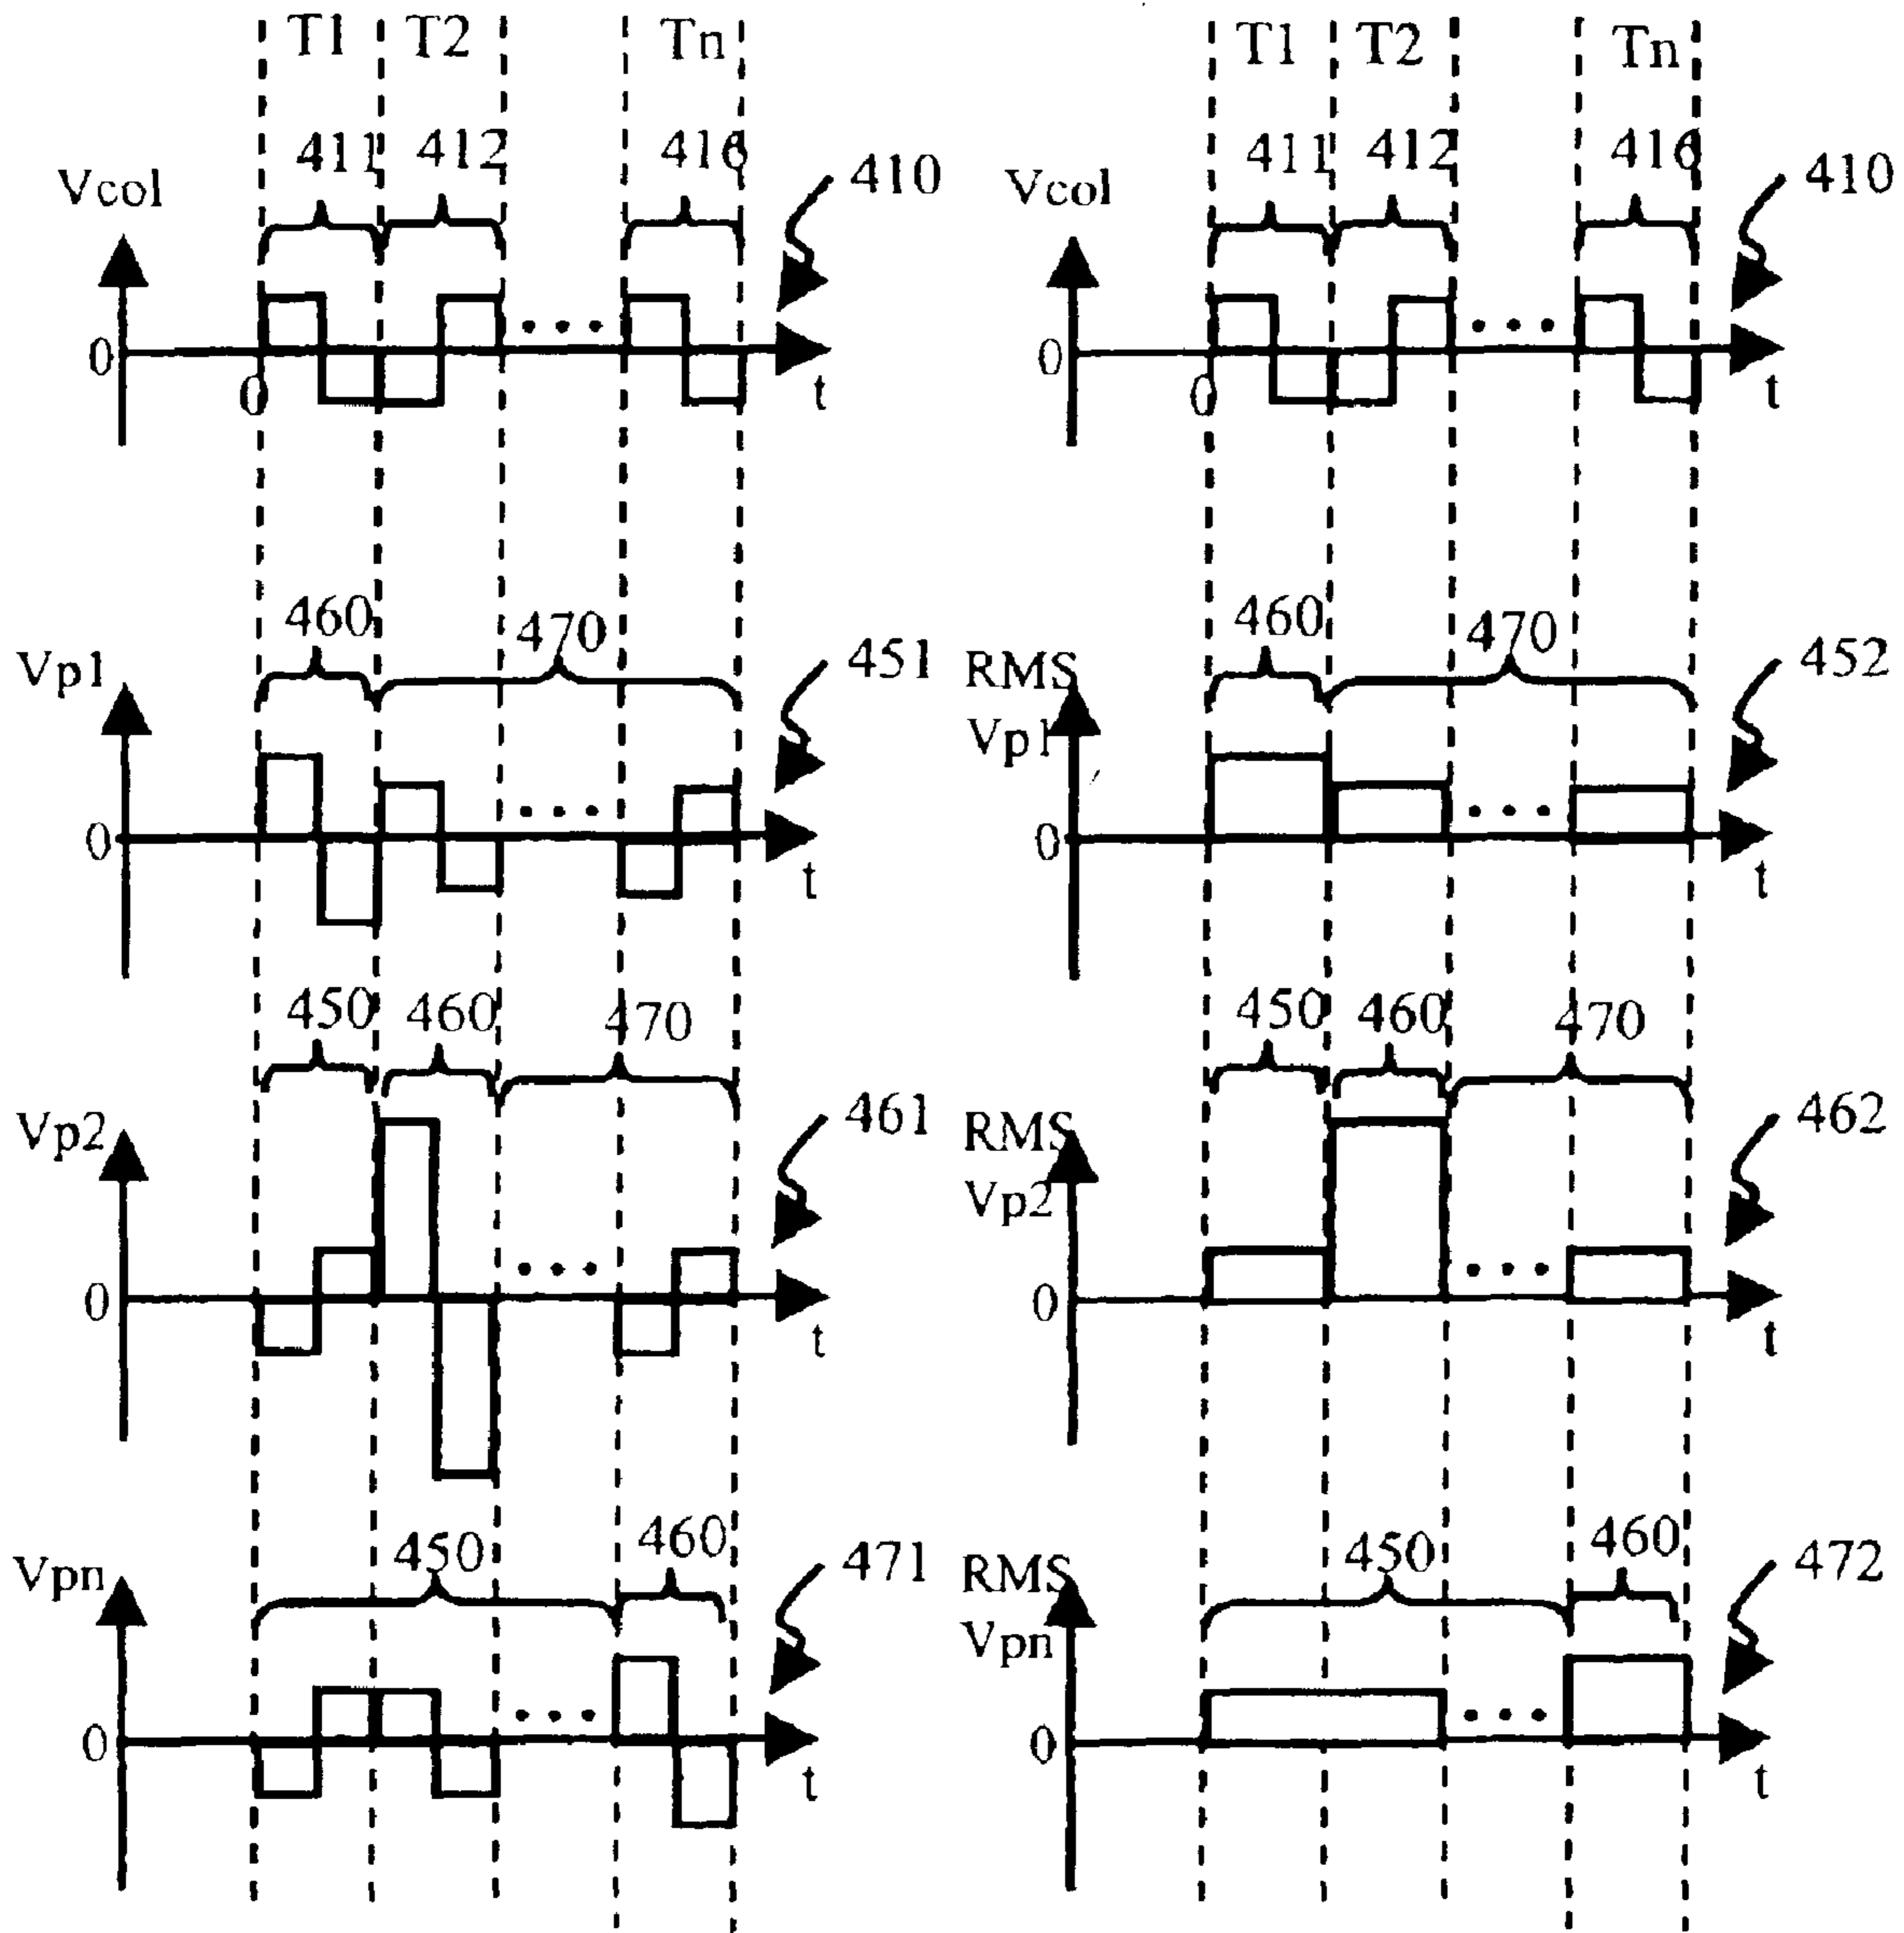 T1 T2 Tn T1 T2 Tn
411 412 416 411 412 416
Vcol 410 Vcol 410
0 0
0 t 0 t
460 470 460 470
Vp1 451 RMS 452
Vp1
0 0
t t
450 460 470 450 460 470
Vp2 461 RMS 462
Vp2
0 0
t t
450 460 450 460
Vpn 471 RMS 472
Vpn
0 0
t t